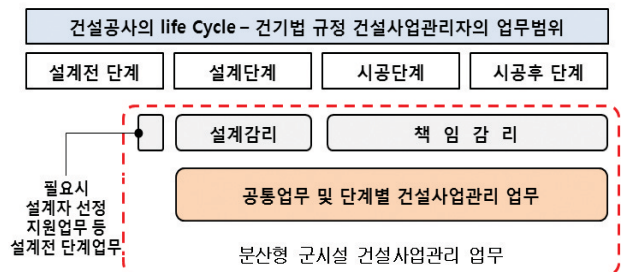 건설공사의 life Cycle – 건기법 규정 건설사업관리자의 업무범위
설계전 단계
설계단계
시공단계
시공후 단계
설계감리
책 임 감 리
공통업무 및 단계별 건설사업관리 업무
필요시
설계자 선정
지원업무 등
설계전 단계업무
분산형 군시설 건설사업관리 업무